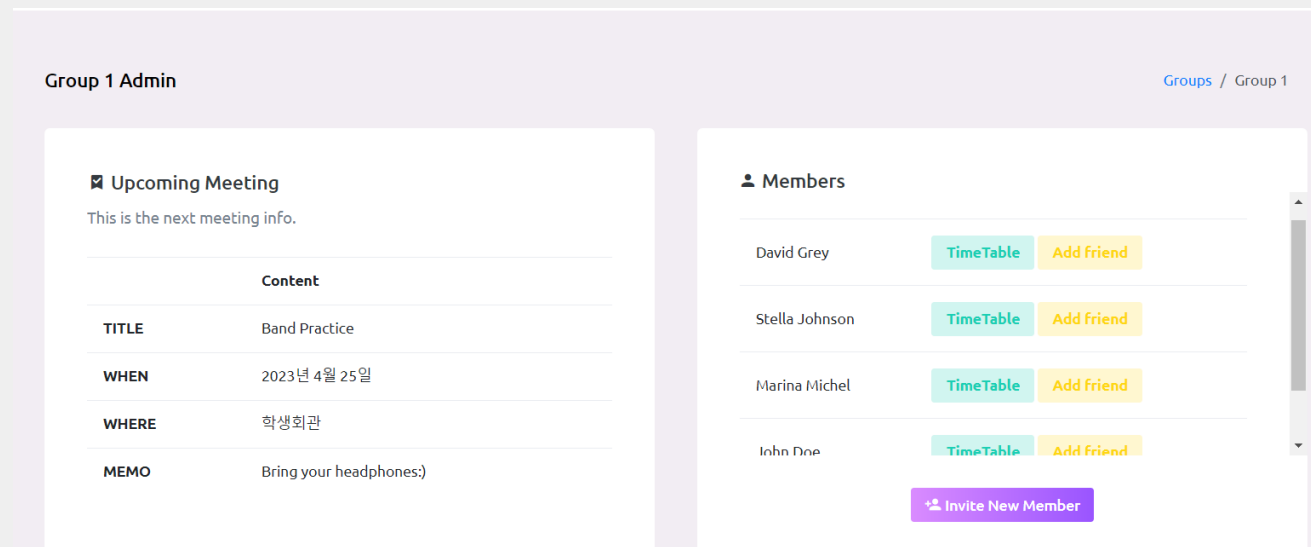 Group 1 Admin
Groups / Group 1
Upcoming Meeting
This is the next meeting info.
Content
TITLE Band Practice
WHEN 2023년 4월 25일
WHERE 학생회관
MEMO Bring your headphones:)
Members
David Grey TimeTable Add friend
Stella Johnson TimeTable Add friend
Marina Michel TimeTable Add friend
John Doe TimeTable Add friend
Invite New Member